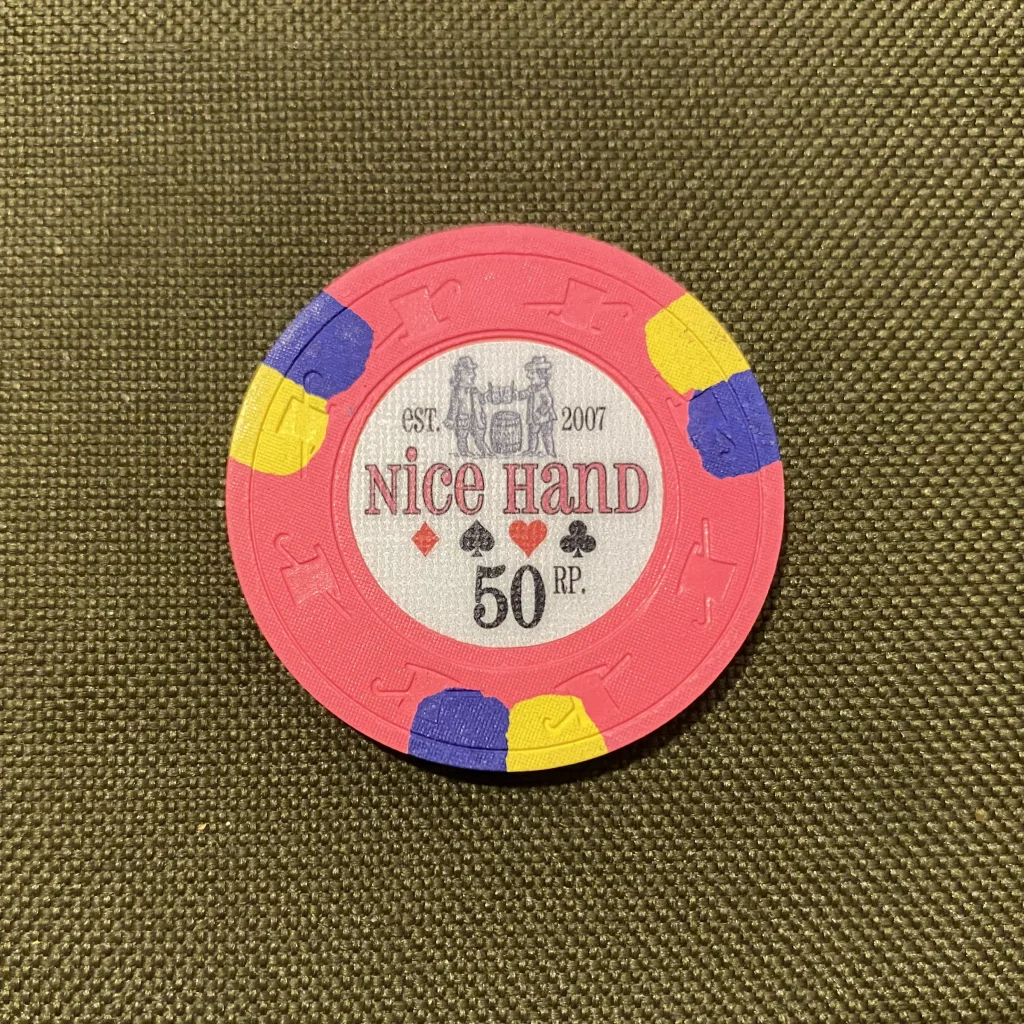 EST. 2007
Nice Hand
50 RP.